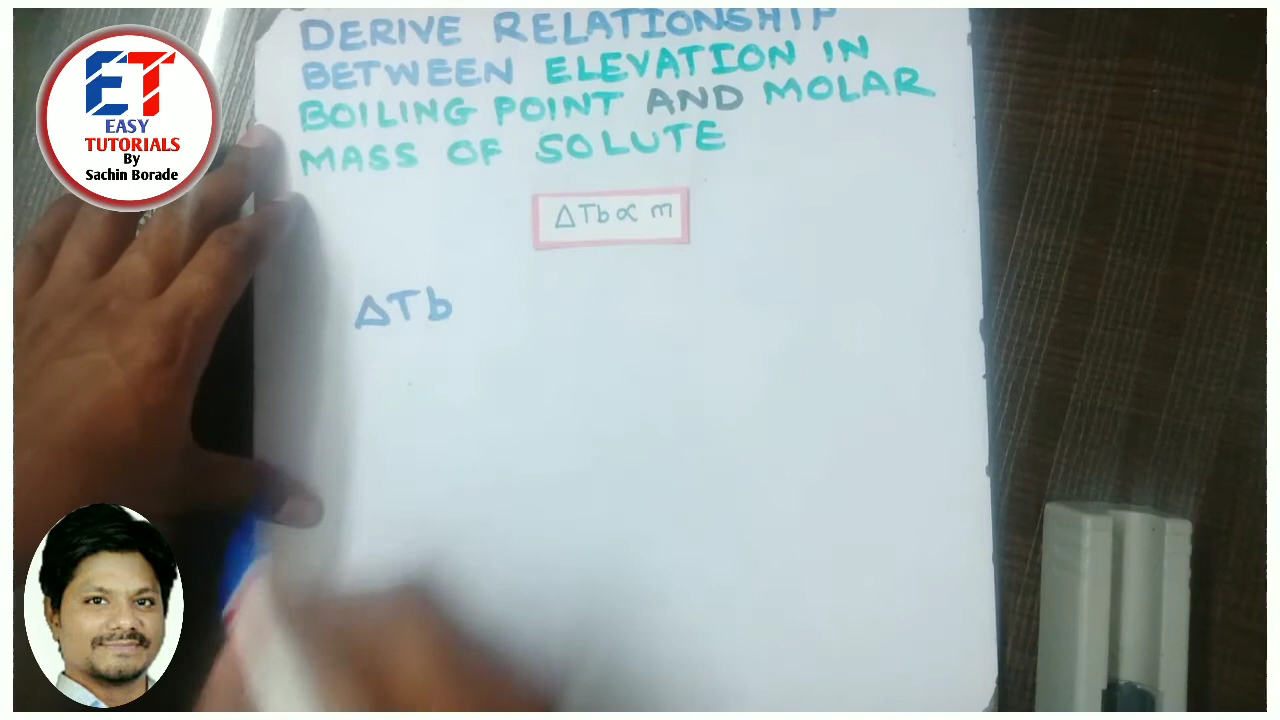 ET
EASY
TUTORIALS
By
Sachin Borade
DERIVE RELATIONSHIP
BETWEEN ELEVATION IN
BOILING POINT AND MOLAR
MASS OF SOLUTE
ΔTb ∝ m
ΔTb